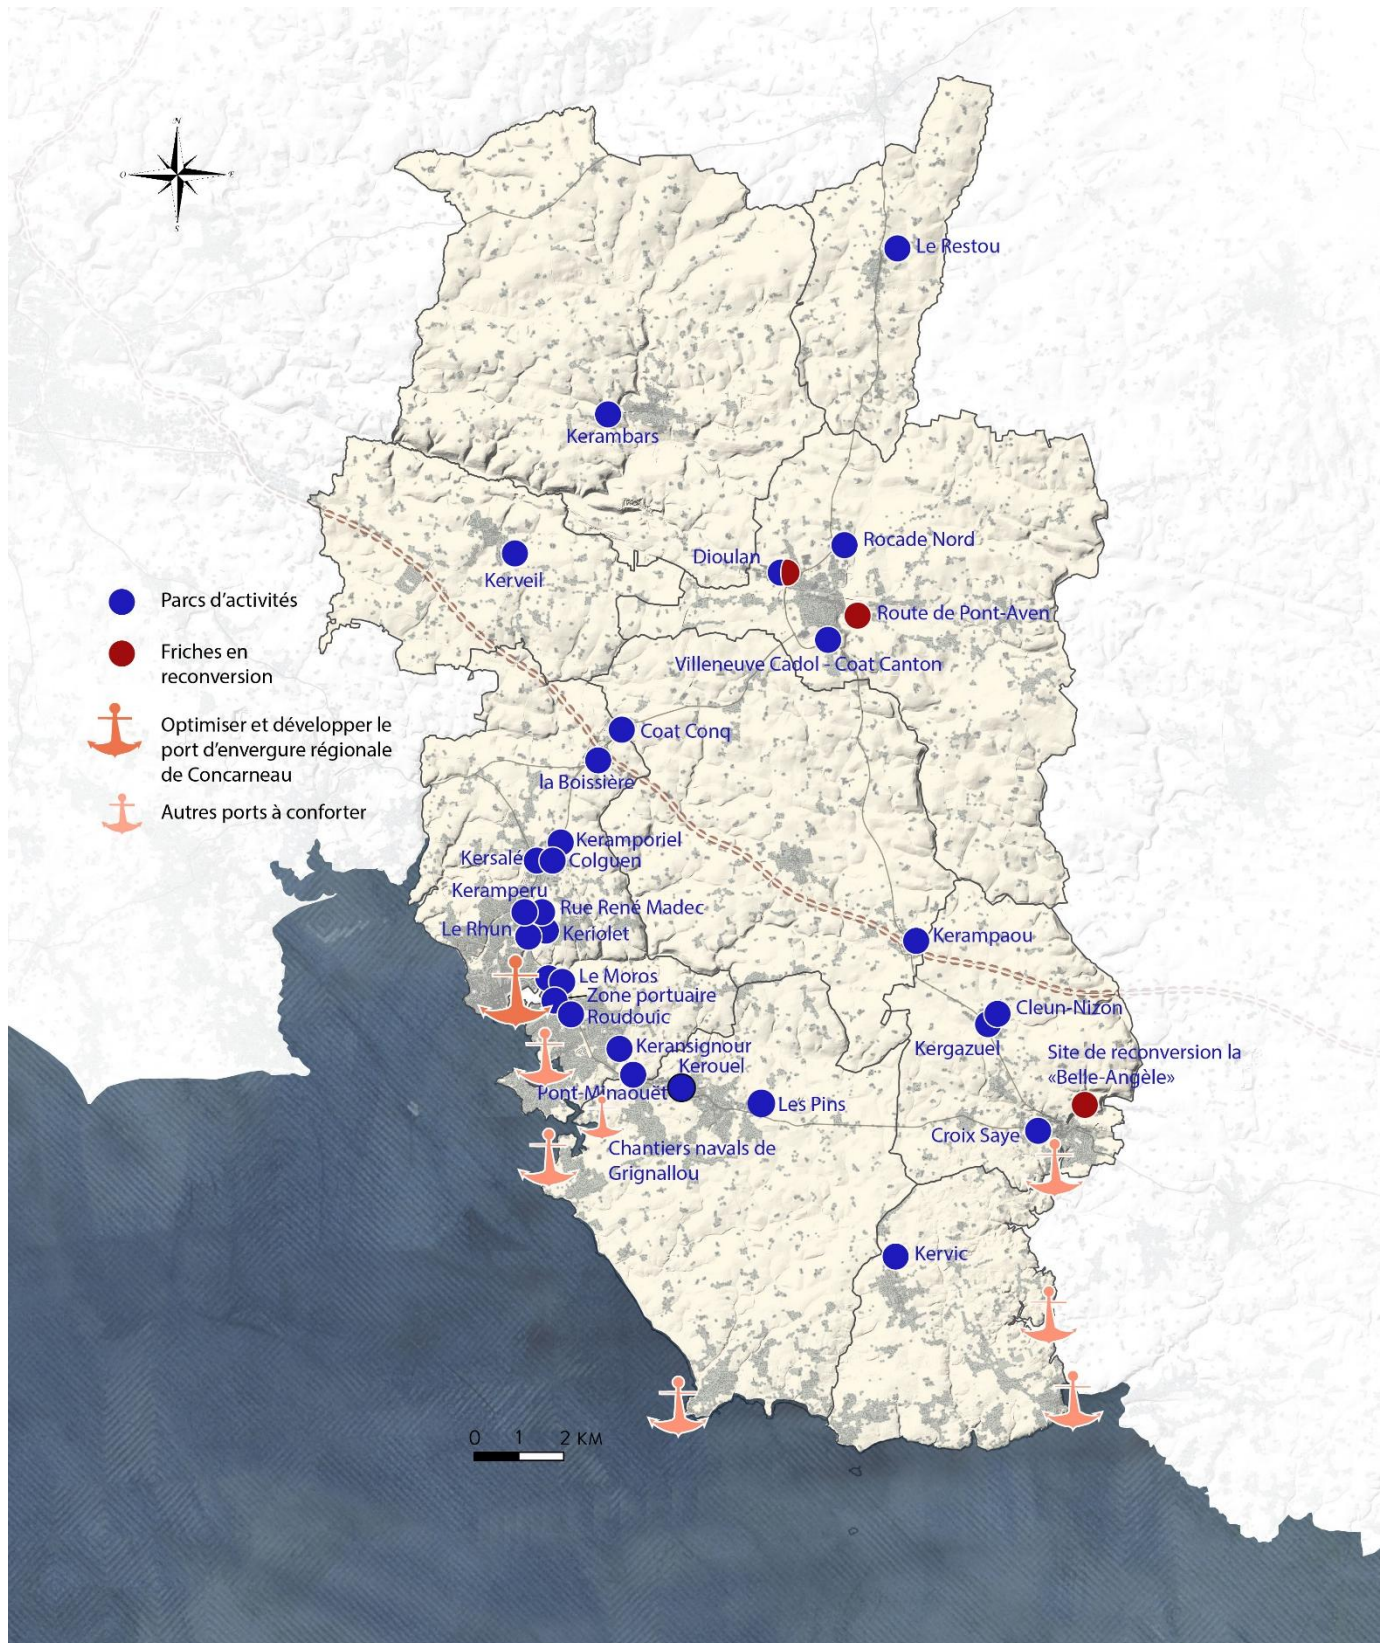 N
O
E
S
Le Restou
Kerambars
Rocade Nord
Dioulan
Kerveil
Route de Pont-Aven
Villeneuve Cadol - Coat Canton
Parcs d'activités
Friches en
reconversion
Optimiser et développer le
port d'envergure régionale
de Concarneau
Autres ports à conforter
Coat Conq
la Boissière
Keramporiel
Kersalé
Colguen
Keramperu
Rue René Madec
Le Rhun
Keriolet
Kerampaou
Le Moros
Zone portuaire
Roudouic
Cleun-Nizon
Kergazuel
Keransignour
Kerouel
Site de reconversion la
«Belle-Angèle»
Pont-Minaouët
Les Pins
Croix Saye
Chantiers navals de
Grignallou
Kervic
0 1 2 KM